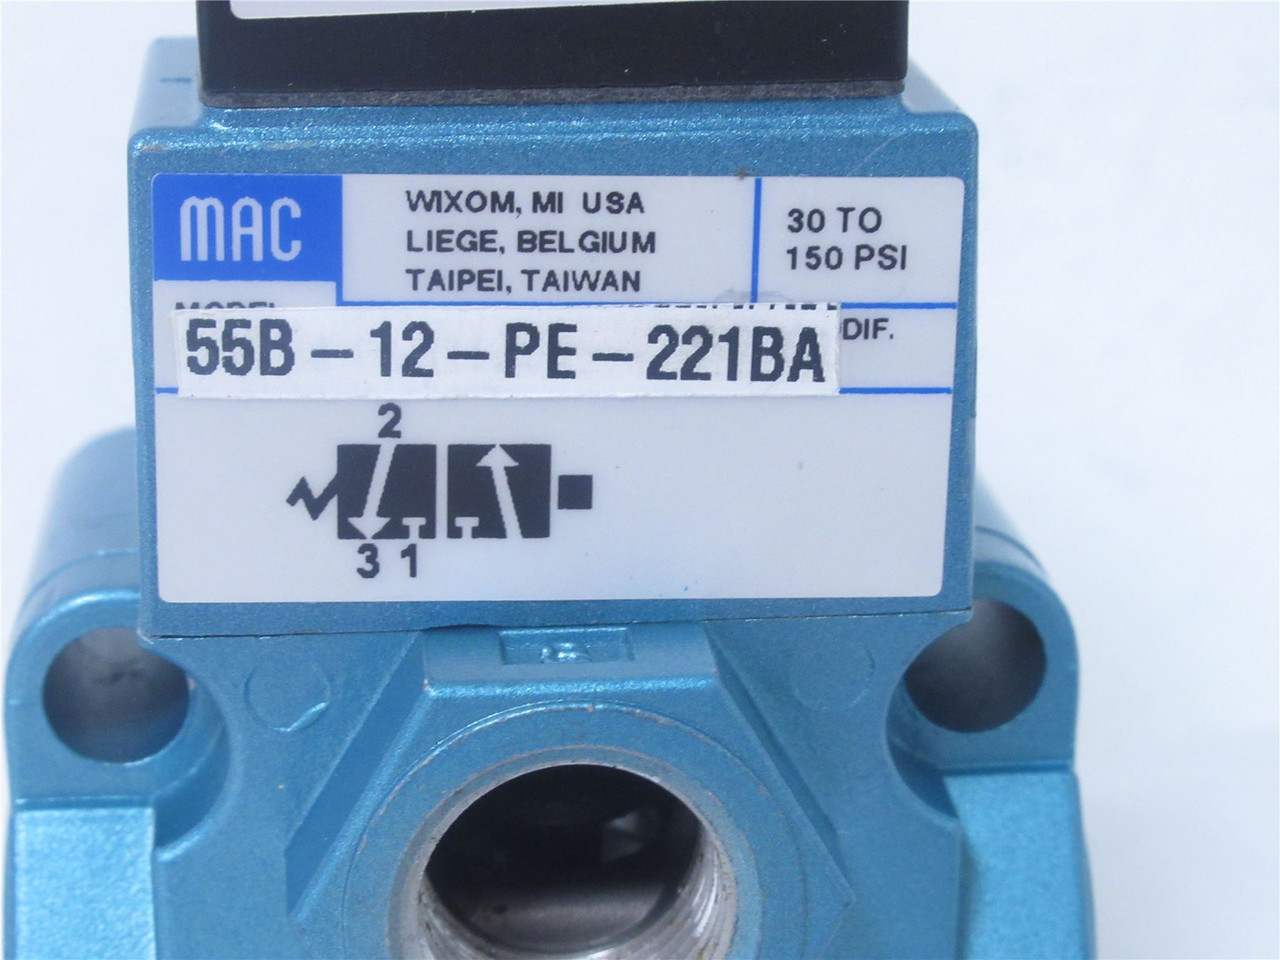 MAC
WIXOM, MI USA
LIEGE, BELGIUM
TAIPEI, TAIWAN
30 TO
150 PSI
MODEL
55B-12-PE-221BA
DIF.
2
3 1